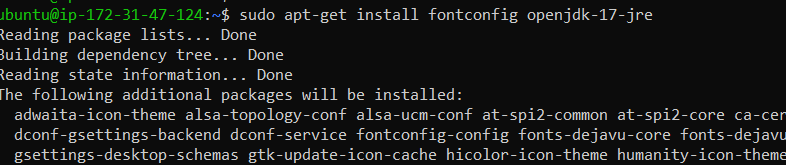 ubuntu@ip-172-31-47-124:~$ sudo apt-get install fontconfig openjdk-17-jre
Reading package lists... Done
Building dependency tree... Done
Reading state information... Done
The following additional packages will be installed:
adwaita-icon-theme alsa-topology-conf alsa-ucm-conf at-spi2-common at-spi2-core ca-cer
dconf-gsettings-backend dconf-service fontconfig-config fonts-dejavu-core fonts-dejavu
gsettings-desktop-schemas gtk-update-icon-cache hicolor-icon-theme humanity-icon-theme